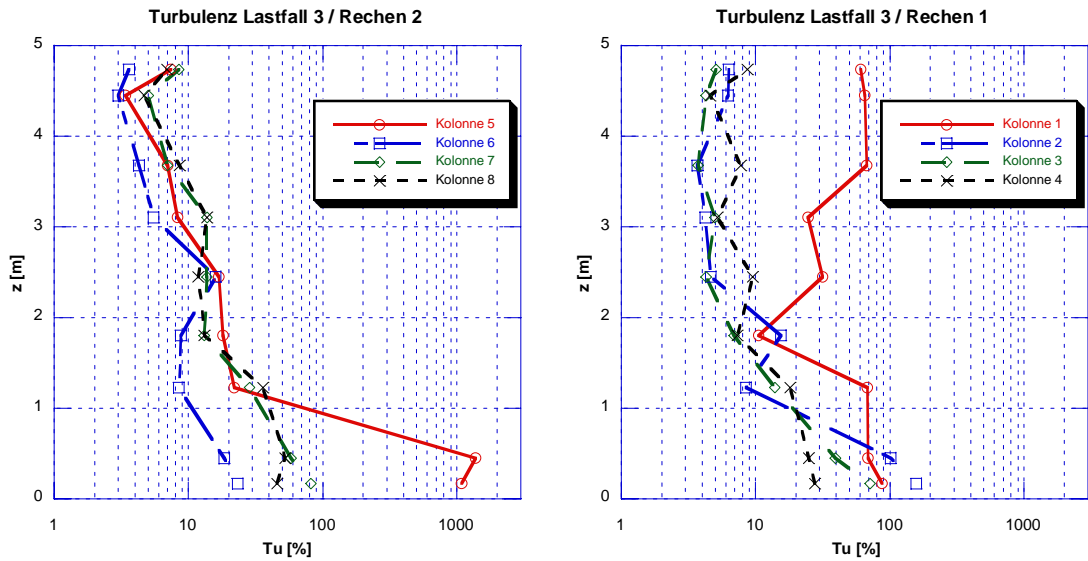 Turbulenz Lastfall 3 / Rechen 2
5
4
3
2
1
0
z [m]
Kolonne 5
Kolonne 6
Kolonne 7
Kolonne 8
1
10
100
1000
Tu [%]
Turbulenz Lastfall 3 / Rechen 1
5
4
3
2
1
0
z [m]
Kolonne 1
Kolonne 2
Kolonne 3
Kolonne 4
1
10
100
1000
Tu [%]